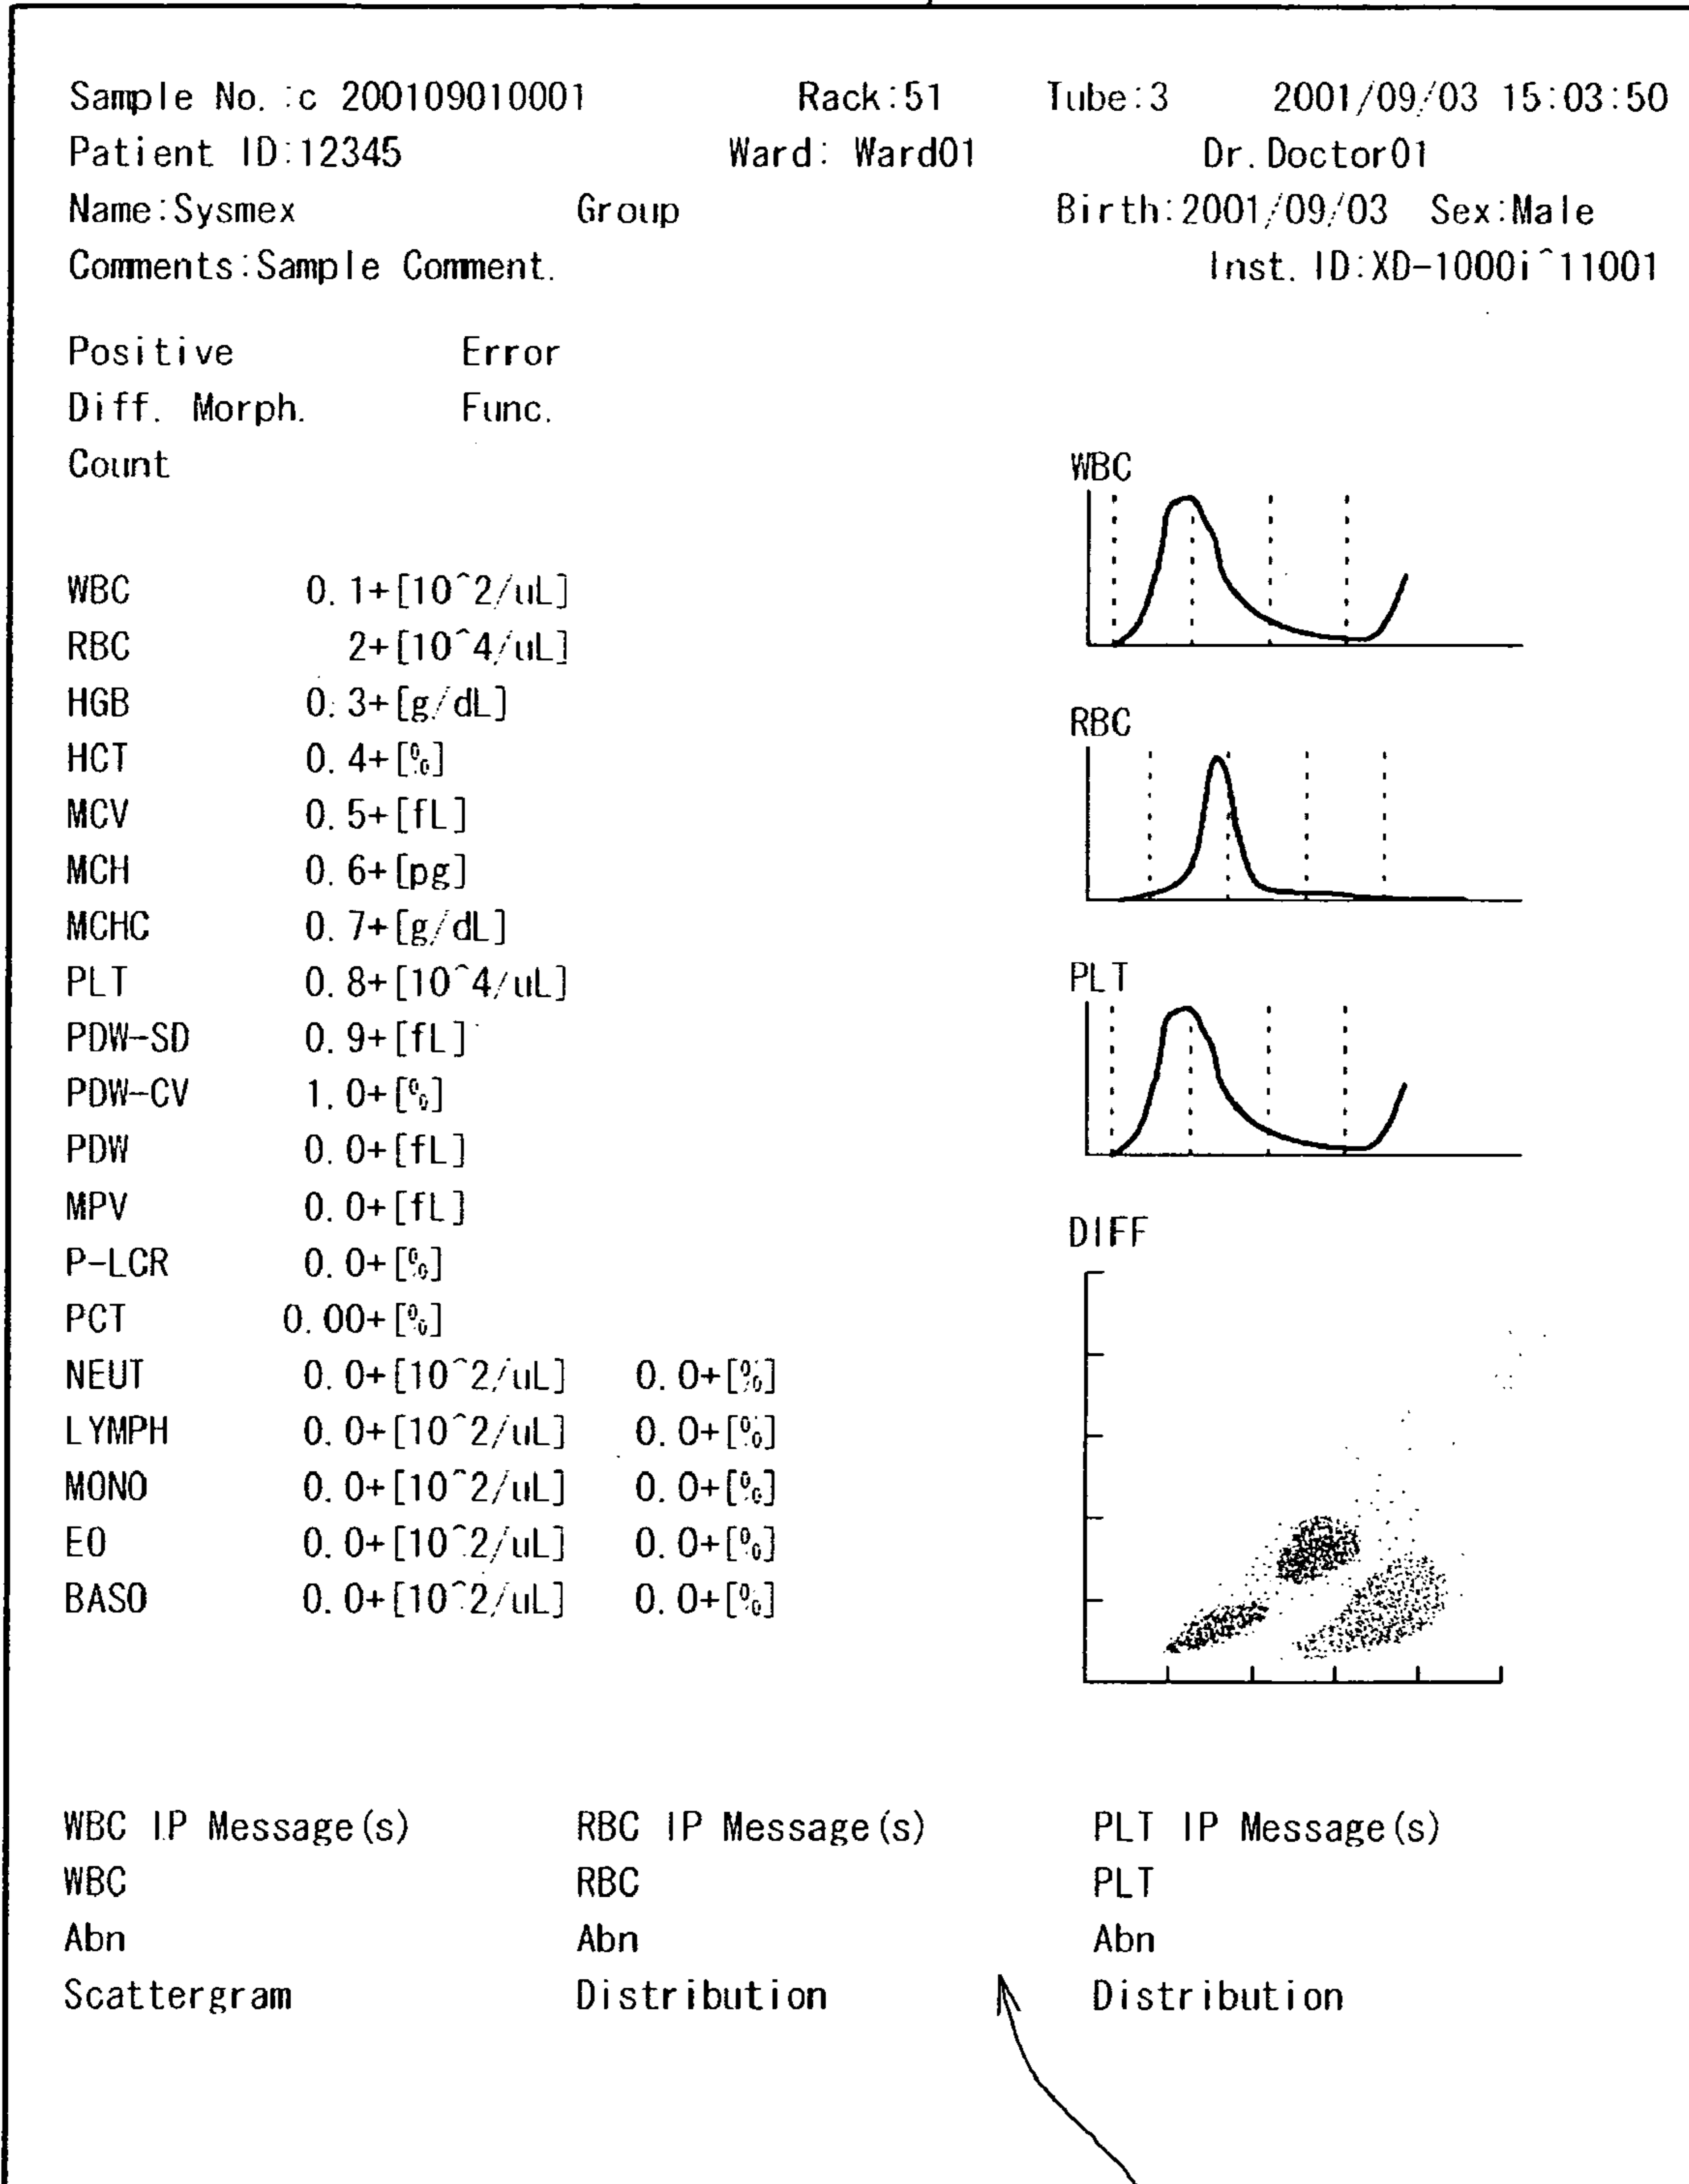 Sample No.:c 200109010001 Rack:51 Tube:3 2001/09/03 15:03:50
Patient ID:12345 Ward: Ward01 Dr.Doctor01
Name:Sysmex Group Birth:2001/09/03 Sex:Male
Comments:Sample Comment. Inst. ID:XD-1000i^11001
Positive Error
Diff. Morph. Func.
Count
WBC
WBC 0.1+[10^2/uL]
RBC 2+[10^4/uL]
HGB 0.3+[g/dL]
RBC
HCT 0.4+[%]
MCV 0.5+[fL]
MCH 0.6+[pg]
MCHC 0.7+[g/dL]
PLT 0.8+[10^4/uL]
PLT
PDW-SD 0.9+[fL]
PDW-CV 1.0+[%]
PDW 0.0+[fL]
MPV 0.0+[fL]
DIFF
P-LCR 0.0+[%]
PCT 0.00+[%]
NEUT 0.0+[10^2/uL] 0.0+[%]
LYMPH 0.0+[10^2/uL] 0.0+[%]
MONO 0.0+[10^2/uL] 0.0+[%]
EO 0.0+[10^2/uL] 0.0+[%]
BASO 0.0+[10^2/uL] 0.0+[%]
WBC IP Message(s) RBC IP Message(s) PLT IP Message(s)
WBC RBC PLT
Abn Abn Abn
Scattergram Distribution Distribution